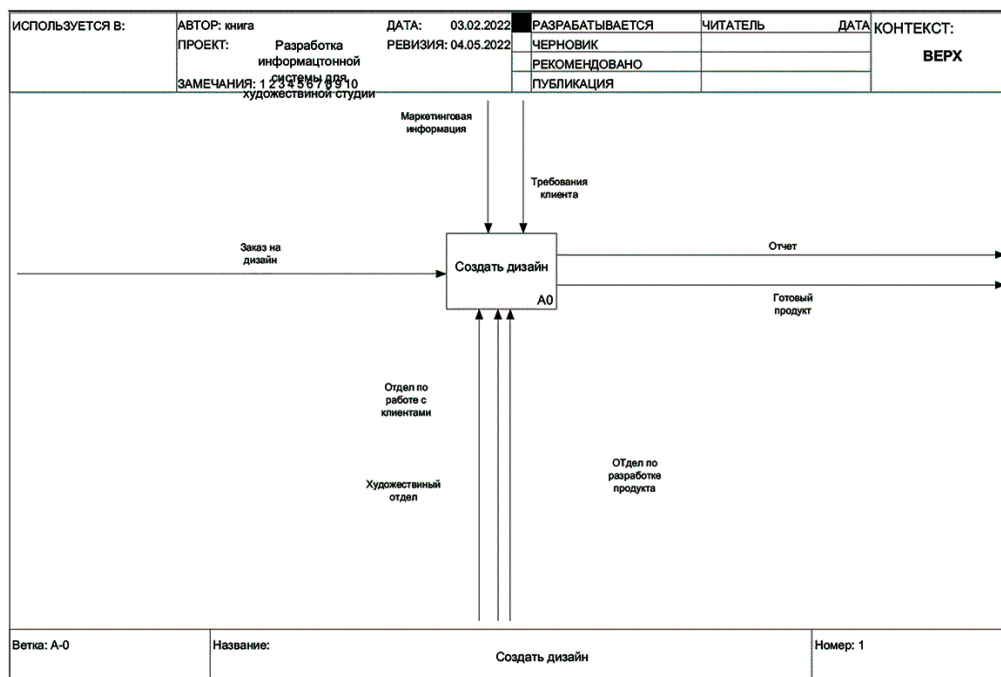 ИСПОЛЬЗУЕТСЯ В:
АВТОР: книга
ДАТА: 03.02.2022
РАЗРАБАТЫВАЕТСЯ
ЧИТАТЕЛЬ
ДАТА
КОНТЕКСТ:
ПРОЕКТ: Разработка
информацтонной
системы для
художествиной студии
РЕВИЗИЯ: 04.05.2022
ЧЕРНОВИК
ВЕРХ
РЕКОМЕНДОВАНО
ЗАМЕЧАНИЯ: 1 2 3 4 5 6 7 8 9 10
ПУБЛИКАЦИЯ
Маркетинговая
информация
Требования
клиента
Заказ на
дизайн
Создать дизайн
A0
Отчет
Готовый
продукт
Отдел по
работе с
клиентами
ОТдел по
разработке
продукта
Художествиный
отдел
Ветка: A-0
Название:
Создать дизайн
Номер: 1